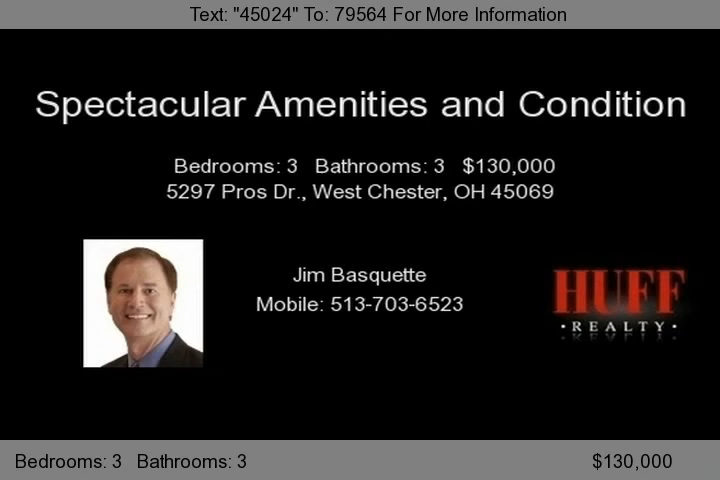 Text: "45024" To: 79564 For More Information
Spectacular Amenities and Condition
Bedrooms: 3 Bathrooms: 3 $130,000
5297 Pros Dr., West Chester, OH 45069
Jim Basquette
Mobile: 513-703-6523
HUFF
·REALTY·
Bedrooms: 3 Bathrooms: 3 $130,000